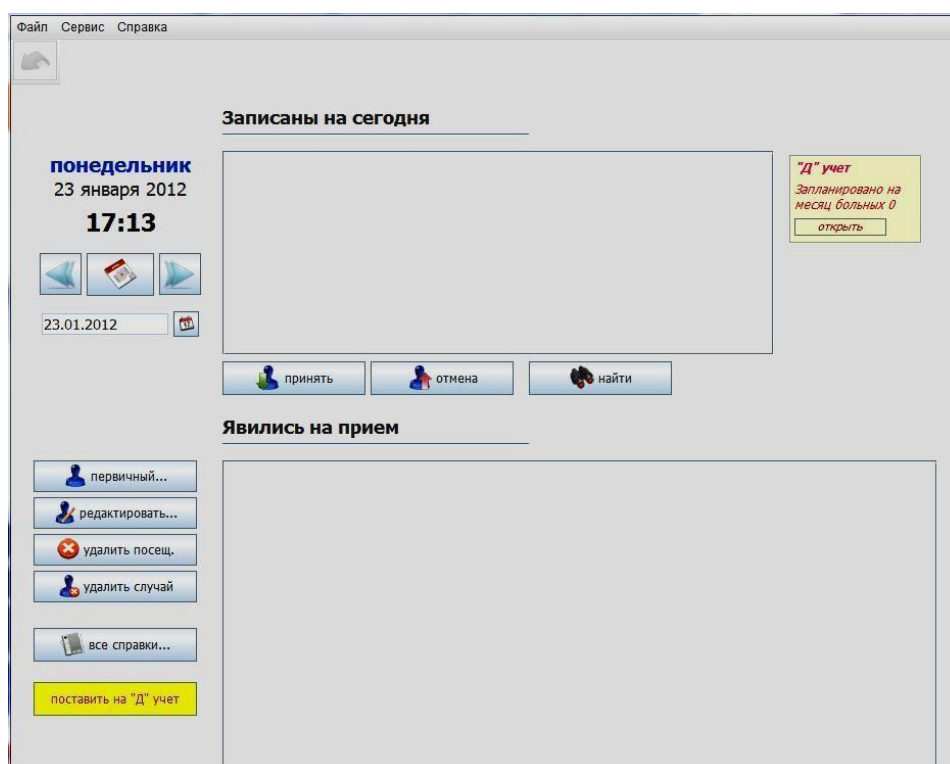 Файл Сервис Справка
Записаны на сегодня
понедельник
23 января 2012
17:13
23.01.2012
"Д" учет
Запланировано на
месяц больных 0
открыть
принять отмена найти
Явились на прием
первичный...
редактировать...
удалить посещ.
удалить случай
все справки...
поставить на "Д" учет